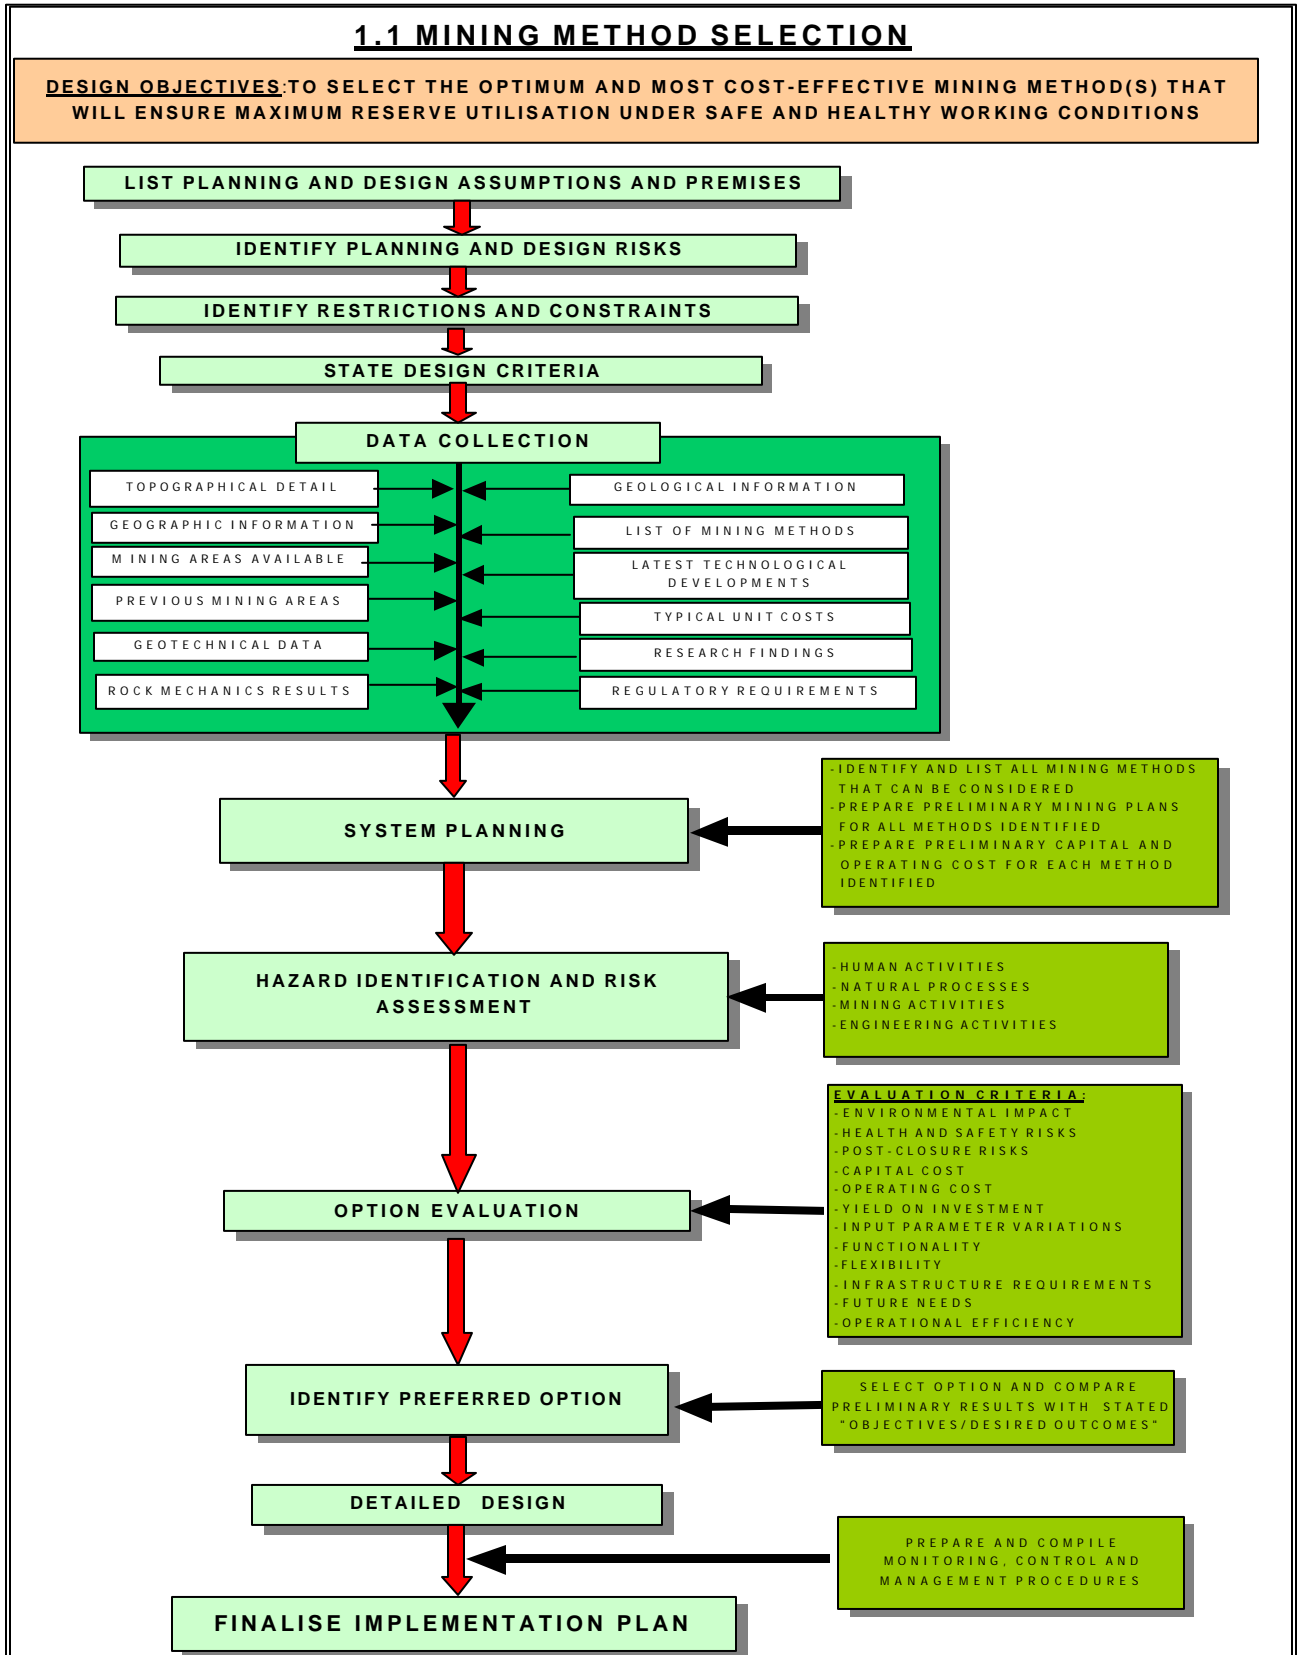 1.1 MINING METHOD SELECTION
DESIGN OBJECTIVES:TO SELECT THE OPTIMUM AND MOST COST-EFFECTIVE MINING METHOD(S) THAT
WILL ENSURE MAXIMUM RESERVE UTILISATION UNDER SAFE AND HEALTHY WORKING CONDITIONS
LIST PLANNING AND DESIGN ASSUMPTIONS AND PREMISES
IDENTIFY PLANNING AND DESIGN RISKS
IDENTIFY RESTRICTIONS AND CONSTRAINTS
STATE DESIGN CRITERIA
DATA COLLECTION
TOPOGRAPHICAL DETAIL
GEOGRAPHIC INFORMATION
MINING AREAS AVAILABLE
PREVIOUS MINING AREAS
GEOTECHNICAL DATA
ROCK MECHANICS RESULTS
GEOLOGICAL INFORMATION
LIST OF MINING METHODS
LATEST TECHNOLOGICAL
DEVELOPMENTS
TYPICAL UNIT COSTS
RESEARCH FINDINGS
REGULATORY REQUIREMENTS
SYSTEM PLANNING
-IDENTIFY AND LIST ALL MINING METHODS
THAT CAN BE CONSIDERED
-PREPARE PRELIMINARY MINING PLANS
FOR ALL METHODS IDENTIFIED
-PREPARE PRELIMINARY CAPITAL AND
OPERATING COST FOR EACH METHOD
IDENTIFIED
HAZARD IDENTIFICATION AND RISK
ASSESSMENT
-HUMAN ACTIVITIES
-NATURAL PROCESSES
-MINING ACTIVITIES
-ENGINEERING ACTIVITIES
OPTION EVALUATION
EVALUATION CRITERIA:
-ENVIRONMENTAL IMPACT
-HEALTH AND SAFETY RISKS
-POST-CLOSURE RISKS
-CAPITAL COST
-OPERATING COST
-YIELD ON INVESTMENT
-INPUT PARAMETER VARIATIONS
-FUNCTIONALITY
-FLEXIBILITY
-INFRASTRUCTURE REQUIREMENTS
-FUTURE NEEDS
-OPERATIONAL EFFICIENCY
IDENTIFY PREFERRED OPTION
SELECT OPTION AND COMPARE
PRELIMINARY RESULTS WITH STATED
"OBJECTIVES/DESIRED OUTCOMES"
DETAILED DESIGN
PREPARE AND COMPILE
MONITORING, CONTROL AND
MANAGEMENT PROCEDURES
FINALISE IMPLEMENTATION PLAN